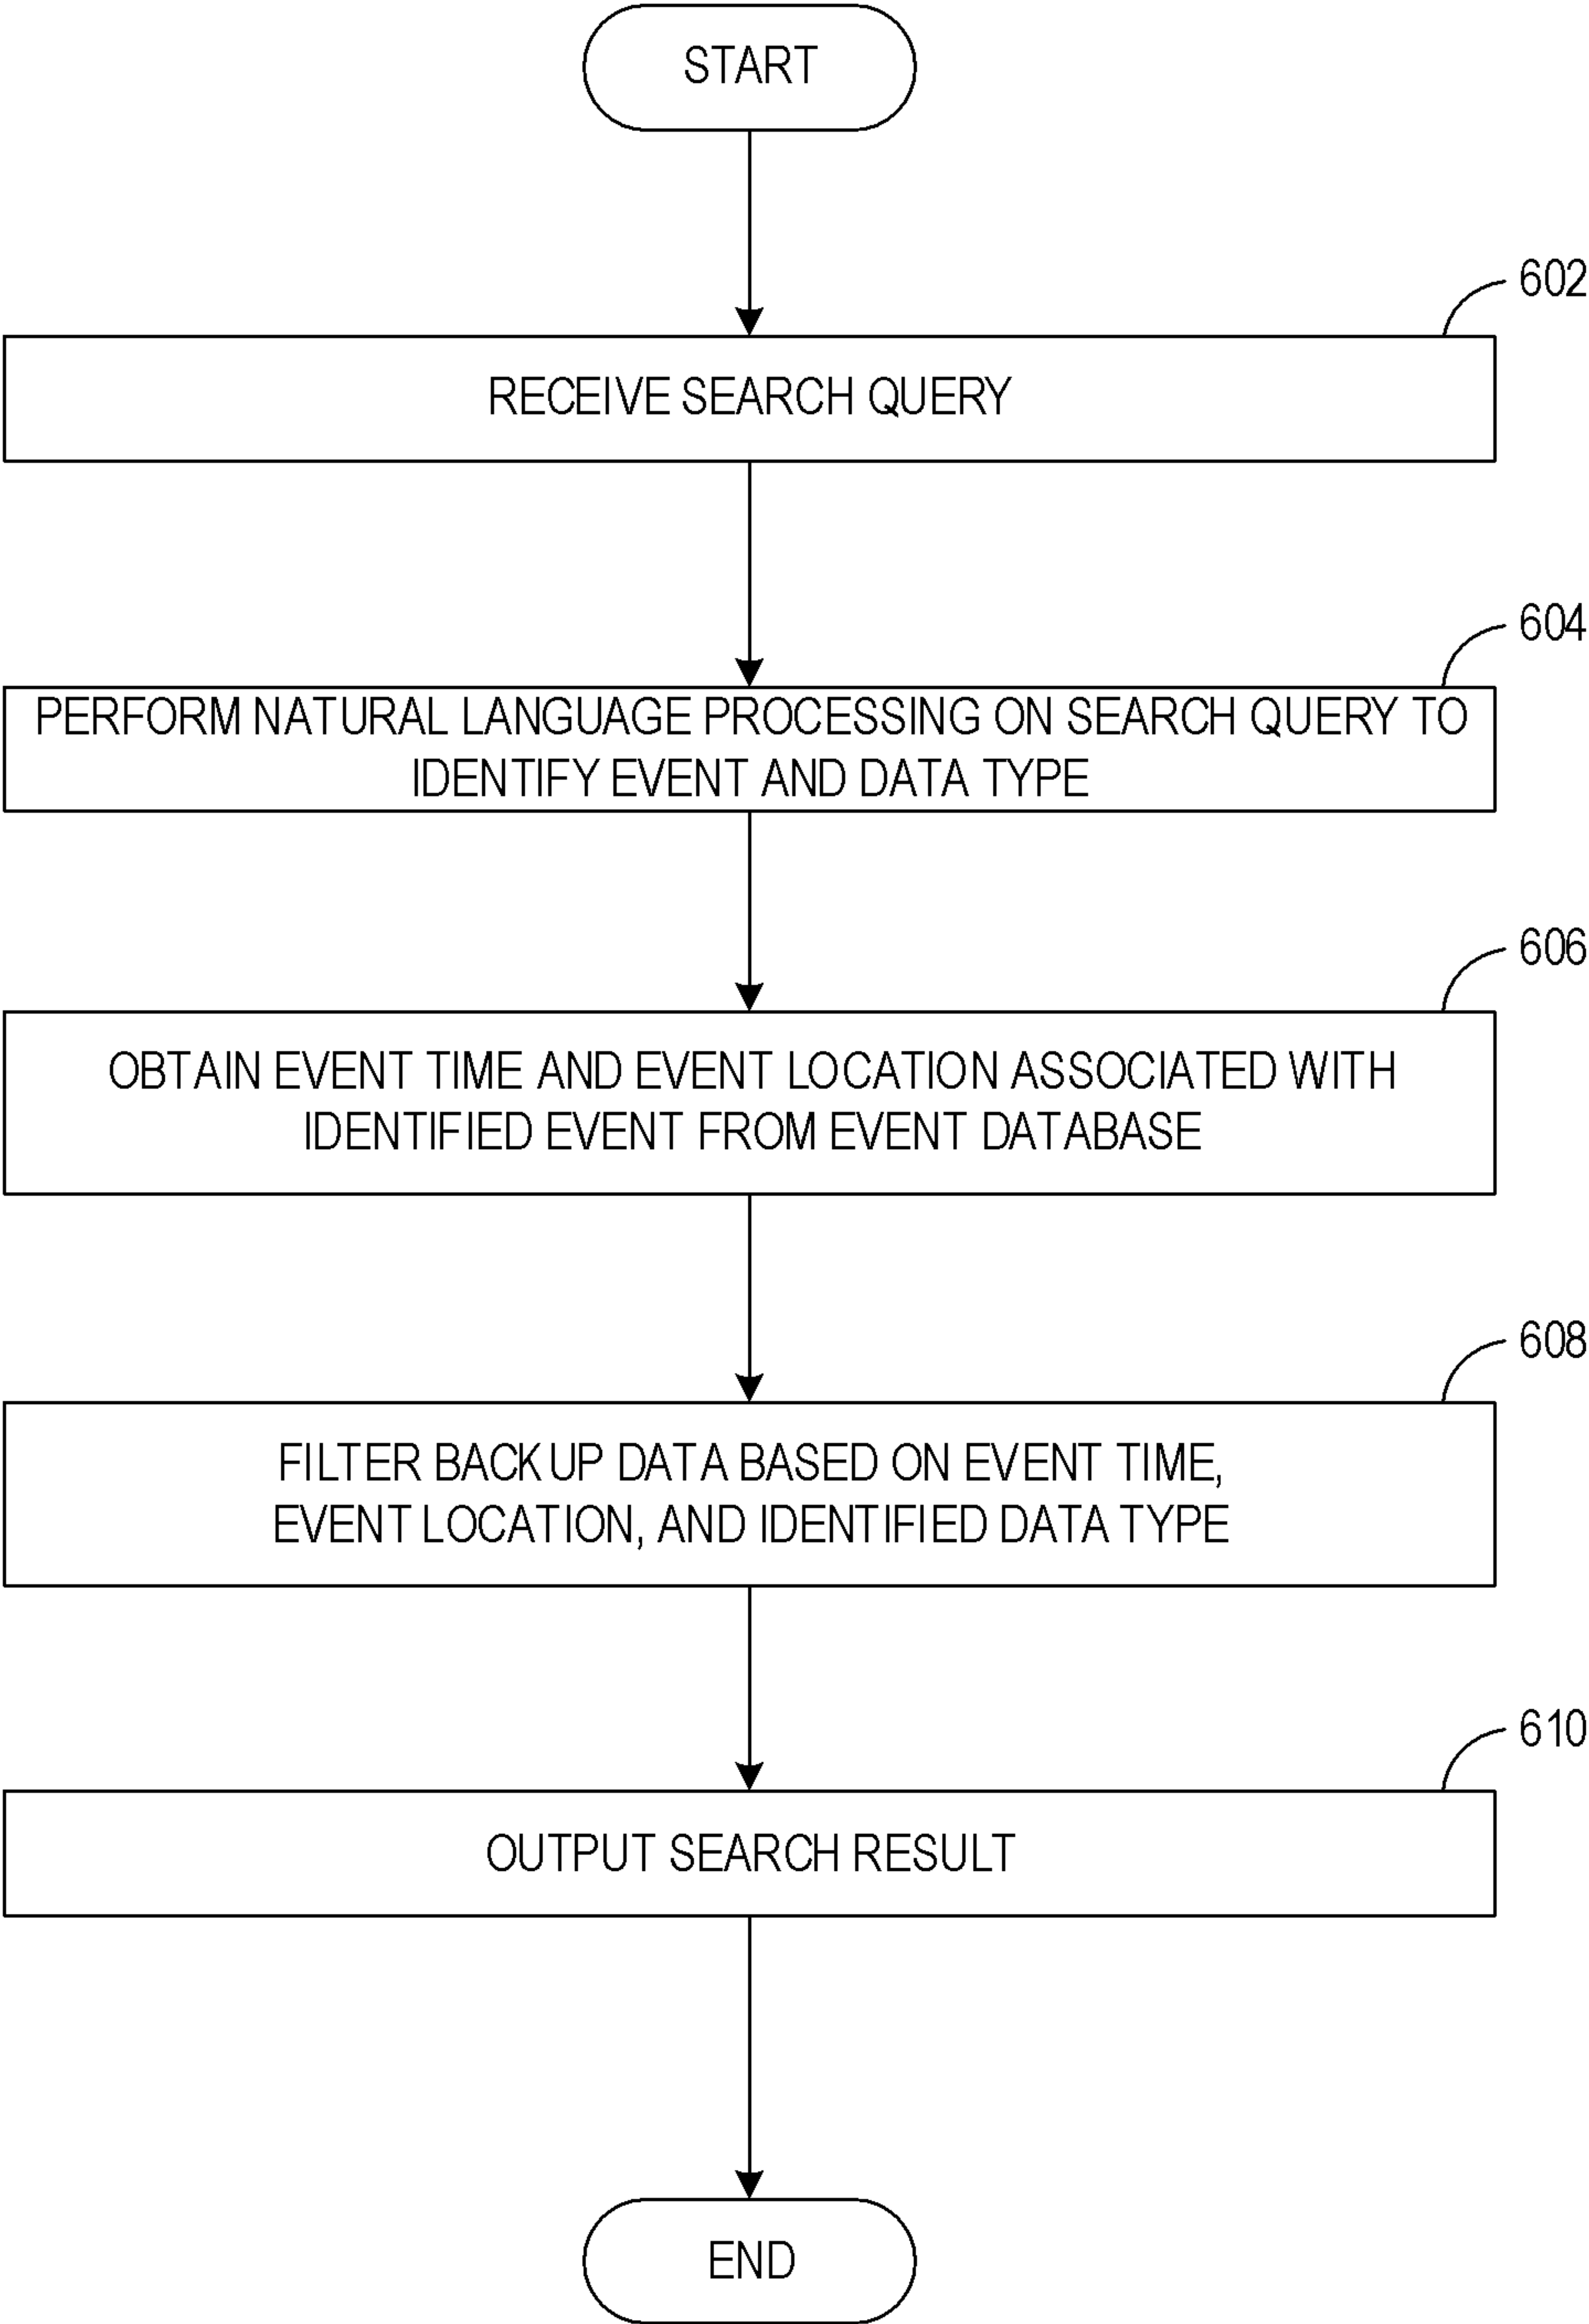 START
602
RECEIVE SEARCH QUERY
604
PERFORM NATURAL LANGUAGE PROCESSING ON SEARCH QUERY TO
IDENTIFY EVENT AND DATA TYPE
606
OBTAIN EVENT TIME AND EVENT LOCATION ASSOCIATED WITH
IDENTIFIED EVENT FROM EVENT DATABASE
608
FILTER BACKUP DATA BASED ON EVENT TIME,
EVENT LOCATION, AND IDENTIFIED DATA TYPE
610
OUTPUT SEARCH RESULT
END